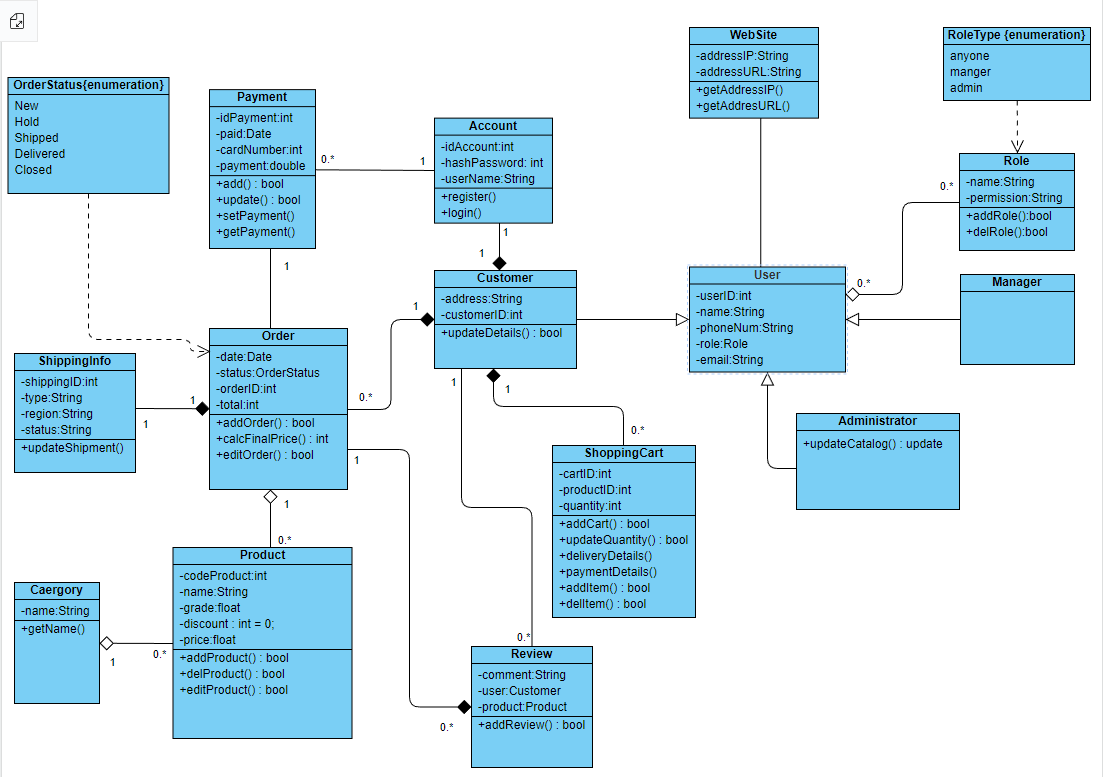 WebSite
-addressIP:String
-addressURL:String
+getAddressIP()
+getAddresURL()
RoleType {enumeration}
anyone
manger
admin
OrderStatus{enumeration}
New
Hold
Shipped
Delivered
Closed
Payment
-idPayment:int
-paid:Date
-cardNumber:int
-payment:double
+add() : bool
+update() : bool
+setPayment()
+getPayment()
0.*
1
Account
-idAccount:int
-hashPassword: int
-userName:String
+register()
+login()
1
1
Role
-name:String
-permission:String
+addRole():bool
+delRole():bool
0.*
0.*
Customer
-address:String
-customerID:int
+updateDetails() : bool
User
-userID:int
-name:String
-phoneNum:String
-role:Role
-email:String
Manager
1
1
0.*
Order
-date:Date
-status:OrderStatus
-orderID:int
-total:int
+addOrder() : bool
+calcFinalPrice() : int
+editOrder() : bool
ShippingInfo
-shippingID:int
-type:String
-region:String
-status:String
+updateShipment()
1
1
1
1
0.*
Administrator
+updateCatalog() : update
ShoppingCart
-cartID:int
-productID:int
-quantity:int
+addCart() : bool
+updateQuantity() : bool
+deliveryDetails()
+paymentDetails()
+addItem() : bool
+delItem() : bool
1
1
0.*
Product
-codeProduct:int
-name:String
-grade:float
-discount : int = 0;
-price:float
+addProduct() : bool
+delProduct() : bool
+editProduct() : bool
Caergory
-name:String
+getName()
1
0.*
0.*
Review
-comment:String
-user:Customer
-product:Product
+addReview() : bool
0.*